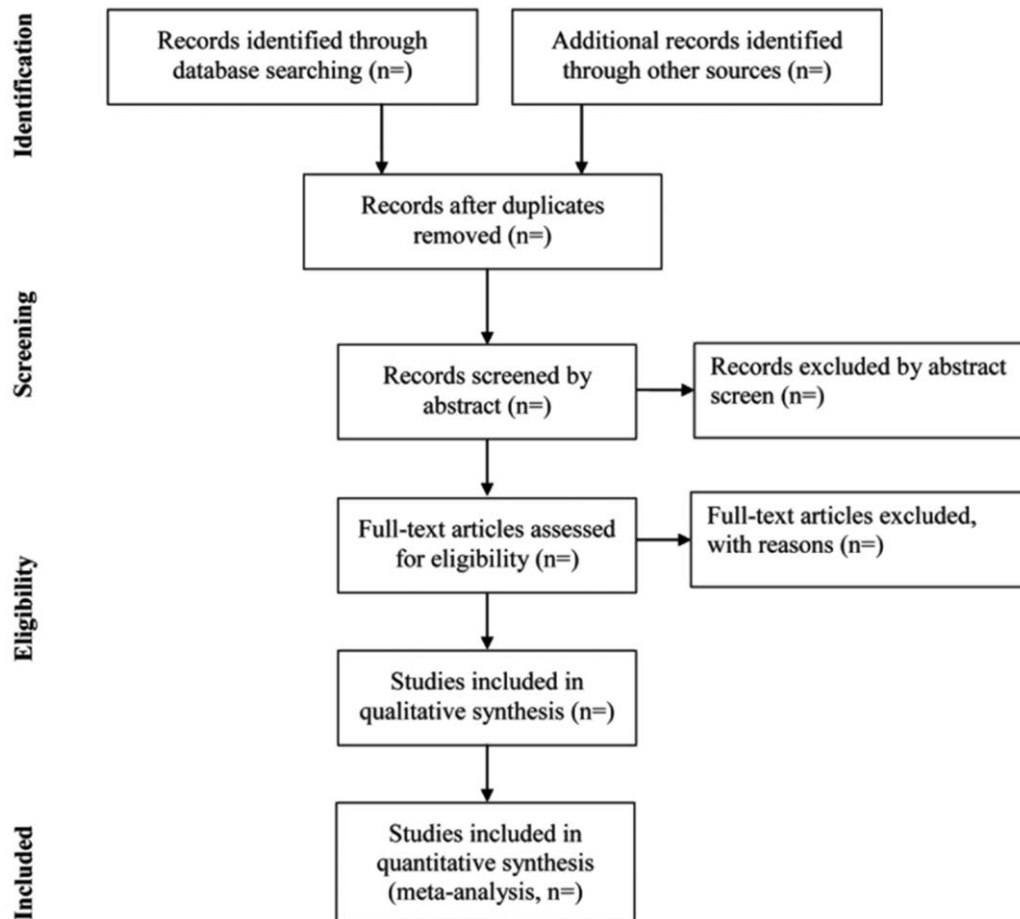 Identification
Records identified through
database searching (n=)
Additional records identified
through other sources (n=)
Records after duplicates
removed (n=)
Screening
Records screened by
abstract (n=)
Records excluded by abstract
screen (n=)
Eligibility
Full-text articles assessed
for eligibility (n=)
Full-text articles excluded,
with reasons (n=)
Studies included in
qualitative synthesis (n=)
Included
Studies included in
quantitative synthesis
(meta-analysis, n=)